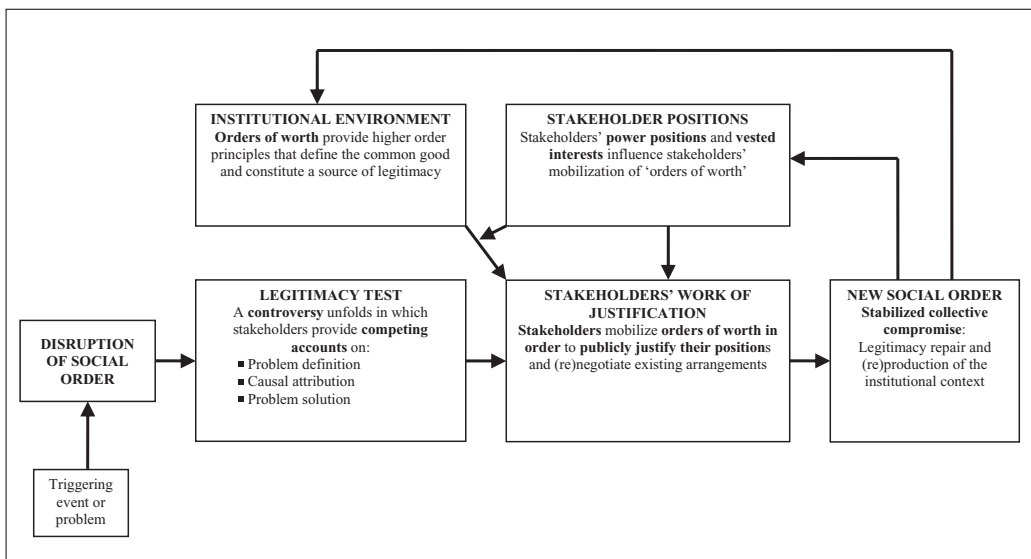 INSTITUTIONAL ENVIRONMENT
Orders of worth provide higher order
principles that define the common good
and constitute a source of legitimacy
STAKEHOLDER POSITIONS
Stakeholders’ power positions and vested
interests influence stakeholders’
mobilization of ‘orders of worth’
DISRUPTION
OF SOCIAL
ORDER
Triggering
event or
problem
LEGITIMACY TEST
A controversy unfolds in which
stakeholders provide competing
accounts on:
▪ Problem definition
▪ Causal attribution
▪ Problem solution
STAKEHOLDERS’ WORK OF
JUSTIFICATION
Stakeholders mobilize orders of worth in
order to publicly justify their positions
and (re)negotiate existing arrangements
NEW SOCIAL ORDER
Stabilized collective
compromise:
Legitimacy repair and
(re)production of the
institutional context